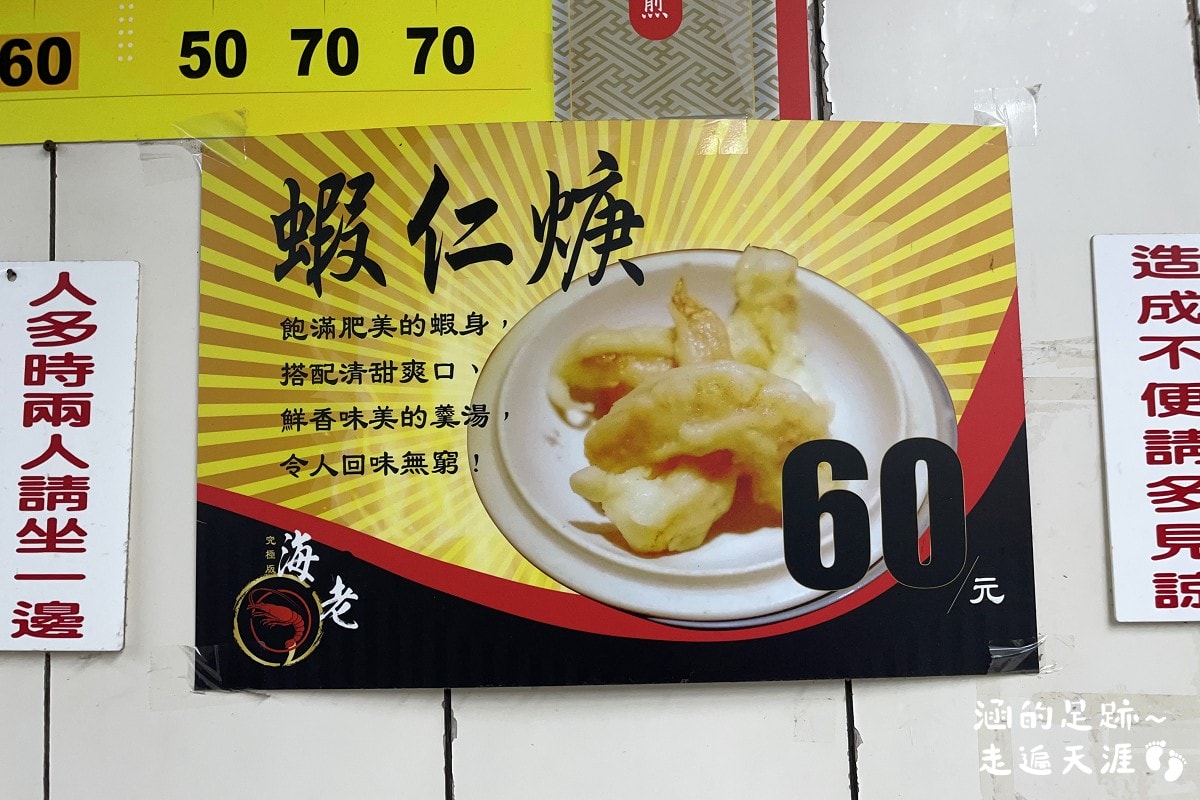 60 50 70 70
煎
蝦仁焿
飽滿肥美的蝦身，
搭配清甜爽口、
鮮香味美的羹湯，
令人回味無窮！
60/元
究極版
海老
人多時兩人請坐一邊
造成不便請多見諒
涵的足跡~
走遍天涯